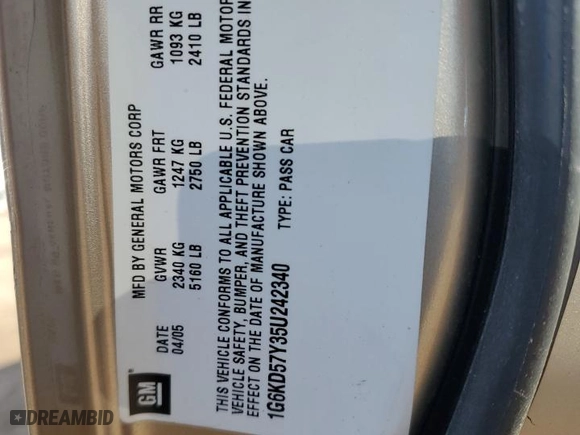 MFD BY GENERAL MOTORS CORP
DATE GVWR GAWR FRT GAWR RR
04/05 2340 KG 1247 KG 1093 KG
5160 LB 2750 LB 2410 LB
THIS VEHICLE CONFORMS TO ALL APPLICABLE U.S. FEDERAL MOTOR
VEHICLE SAFETY, BUMPER, AND THEFT PREVENTION STANDARDS IN
EFFECT ON THE DATE OF MANUFACTURE SHOWN ABOVE.
1G6KD57Y35U242340 TYPE: PASS CAR
GM
DREAMBID.COM